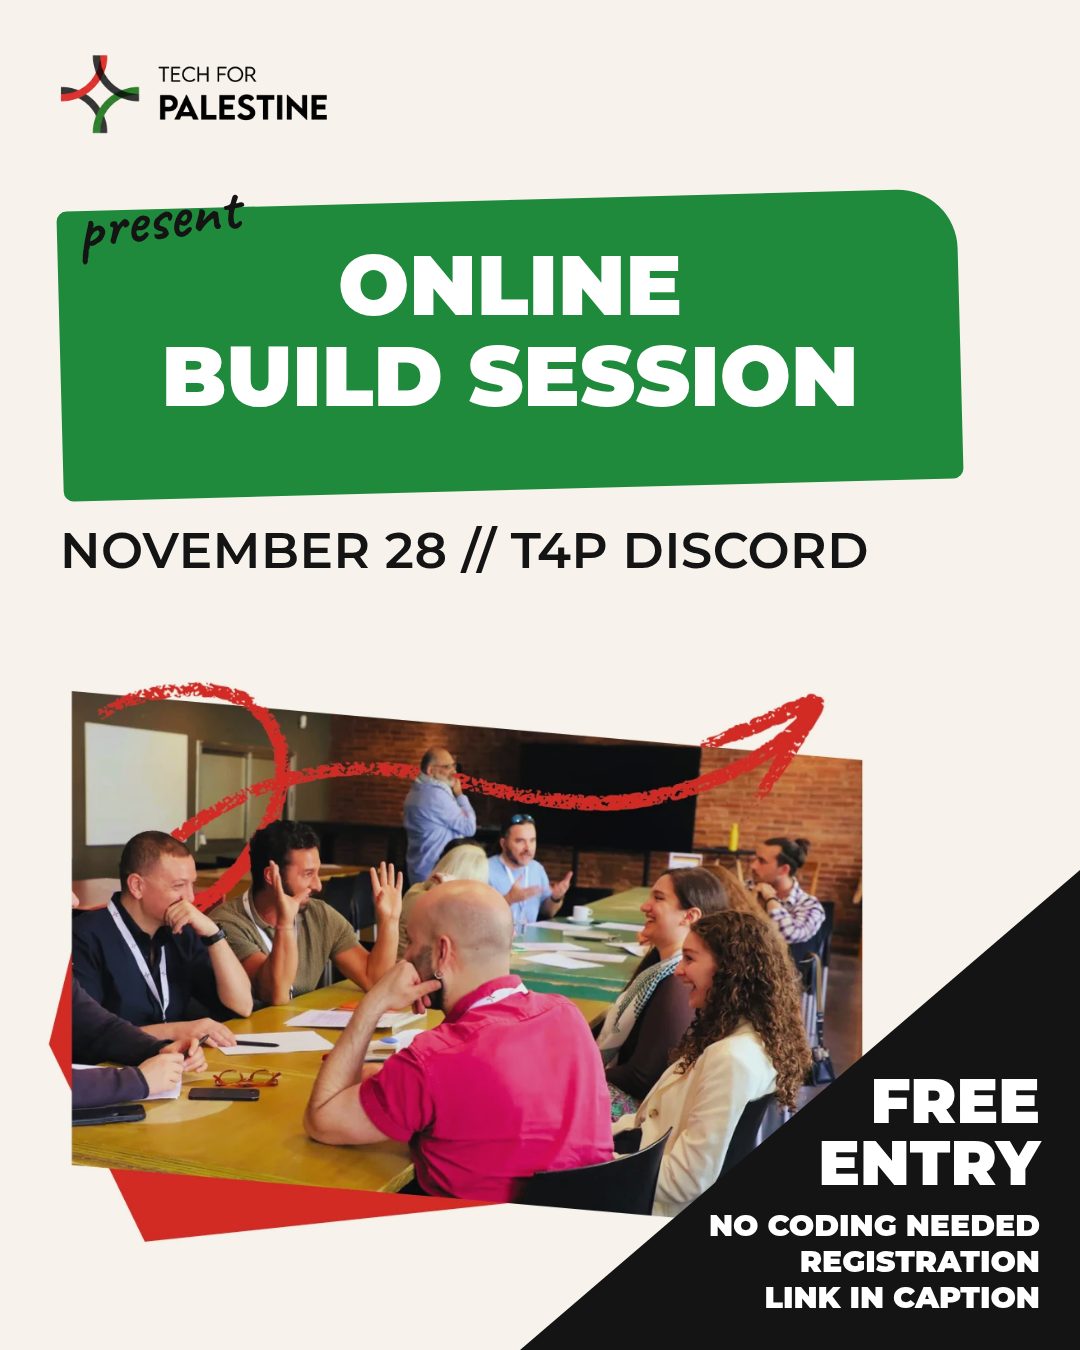 TECH FOR
PALESTINE
present
ONLINE
BUILD SESSION
NOVEMBER 28 // T4P DISCORD
FREE
ENTRY
NO CODING NEEDED
REGISTRATION
LINK IN CAPTION